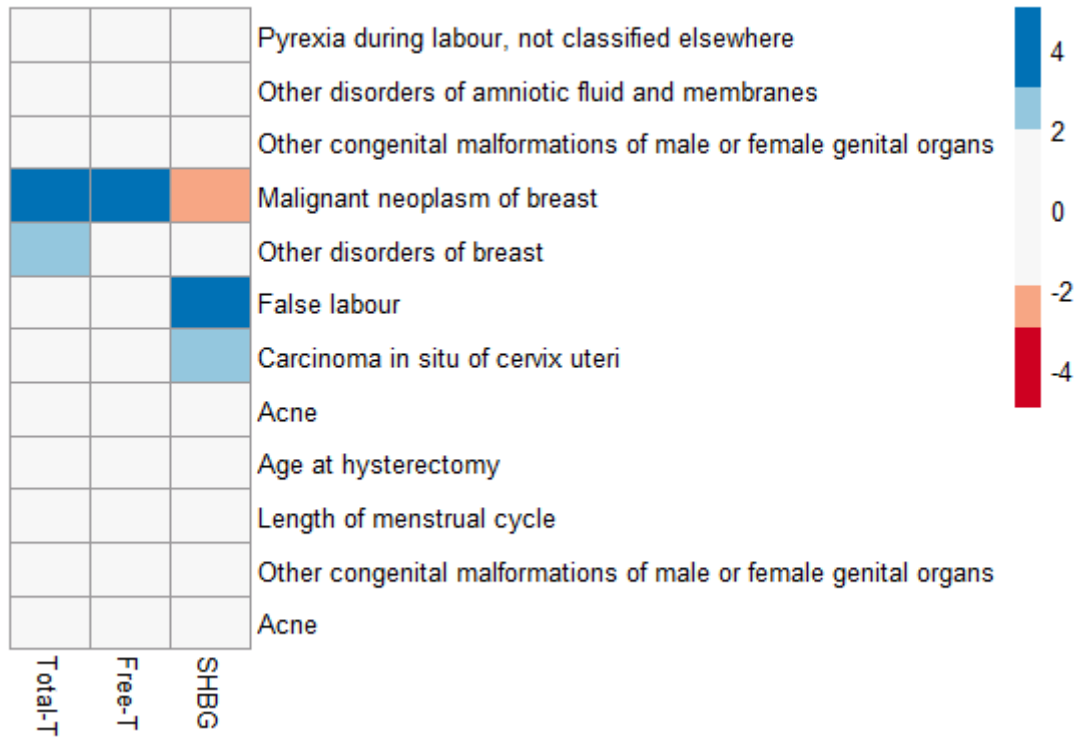 Pyrexia during labour, not classified elsewhere
Other disorders of amniotic fluid and membranes
Other congenital malformations of male or female genital organs
Malignant neoplasm of breast
Other disorders of breast
False labour
Carcinoma in situ of cervix uteri
Acne
Age at hysterectomy
Length of menstrual cycle
Other congenital malformations of male or female genital organs
Acne
Total-T
Free-T
SHBG
4
2
0
-2
-4